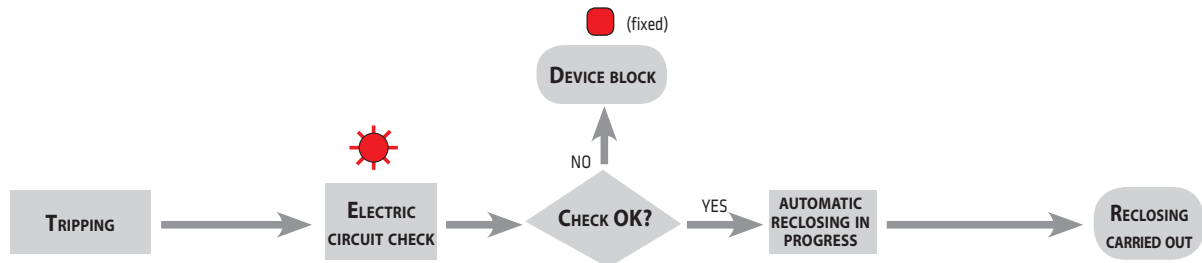 (fixed)
DEVICE BLOCK
NO
TRIPPING
ELECTRIC
CIRCUIT CHECK
CHECK OK?
YES
AUTOMATIC
RECLOSING IN
PROGRESS
RECLOSING
CARRIED OUT